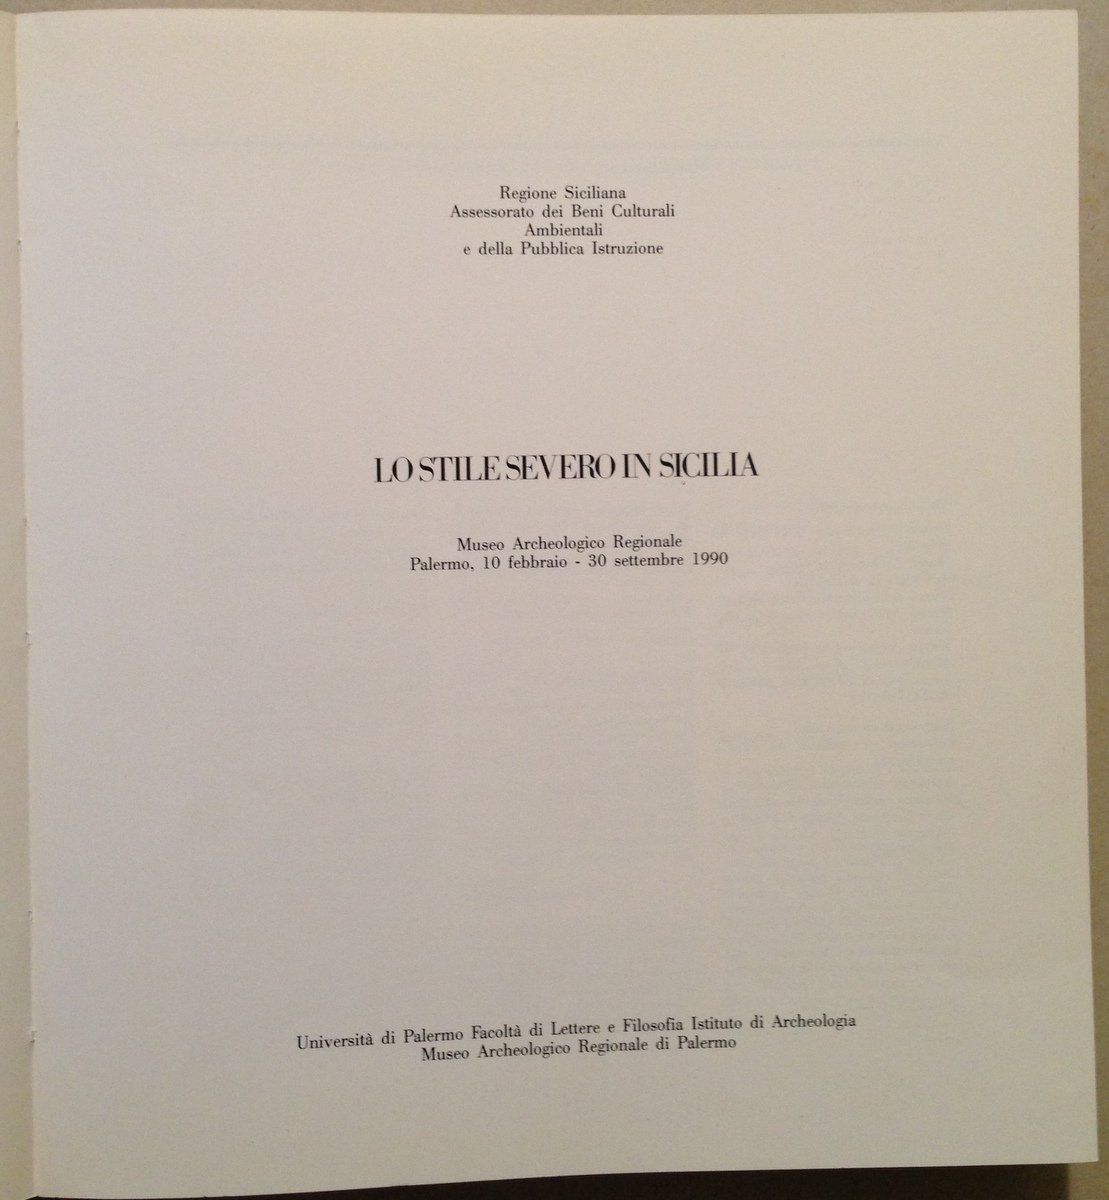 Regione Siciliana
Assessorato dei Beni Culturali
Ambientali
e della Pubblica Istruzione
LO STILE SEVERO IN SICILIA
Museo Archeologico Regionale
Palermo, 10 febbraio - 30 settembre 1990
Università di Palermo Facoltà di Lettere e Filosofia Istituto di Archeologia
Museo Archeologico Regionale di Palermo